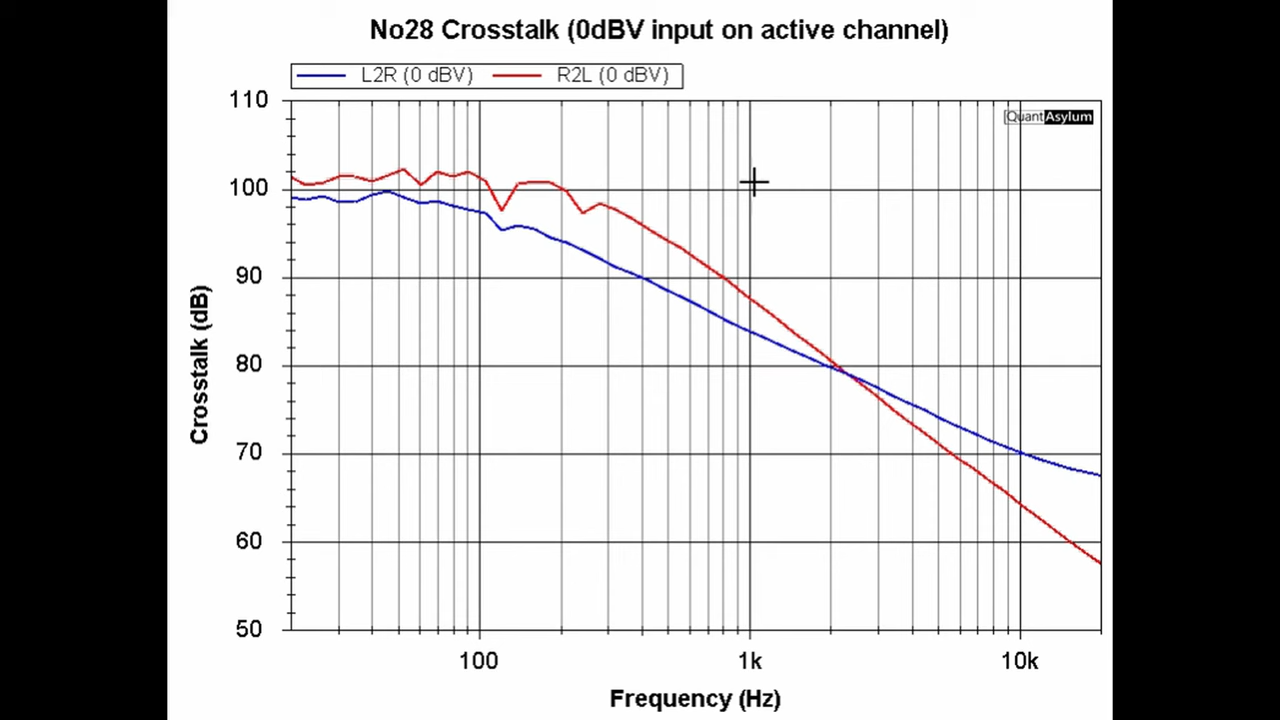 No28 Crosstalk (0dBV input on active channel)
L2R (0 dBV) R2L (0 dBV)
QuantAsylum
110
100
90
80
70
60
50
Crosstalk (dB)
100 1k 10k
Frequency (Hz)